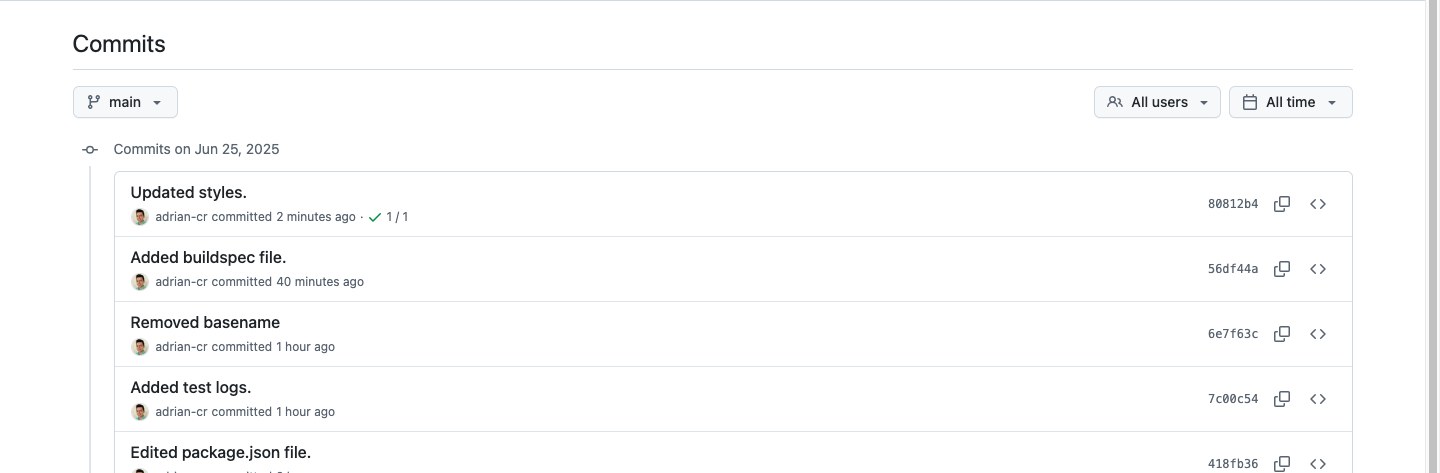 Commits
main
All users
All time
Commits on Jun 25, 2025
Updated styles.
80812b4
adrian-cr committed 2 minutes ago · 1 / 1
Added buildspec file.
56df44a
adrian-cr committed 40 minutes ago
Removed basename
6e7f63c
adrian-cr committed 1 hour ago
Added test logs.
7c00c54
adrian-cr committed 1 hour ago
Edited package.json file.
418fb36